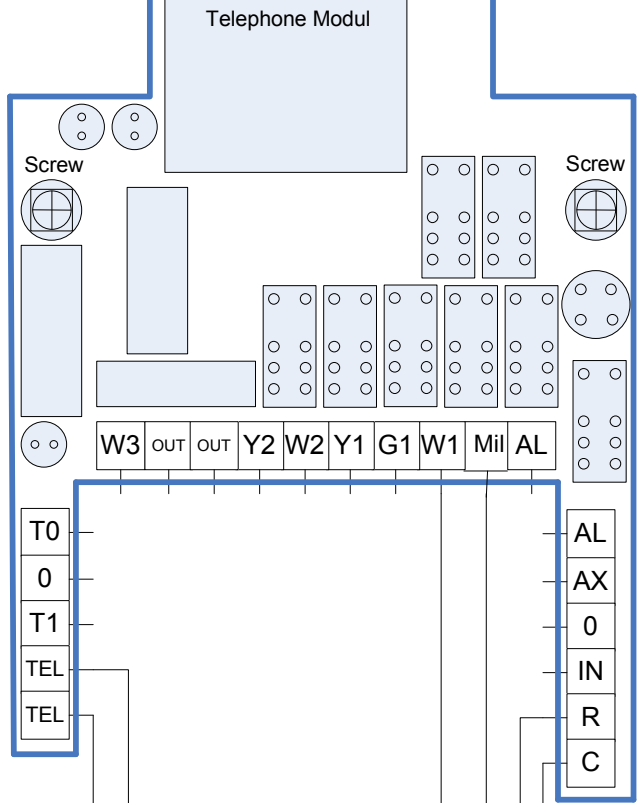 Telephone Modul
Screw
Screw
W3 OUT OUT Y2 W2 Y1 G1 W1 Mil AL
T0
0
T1
TEL
TEL
AL
AX
0
IN
R
C